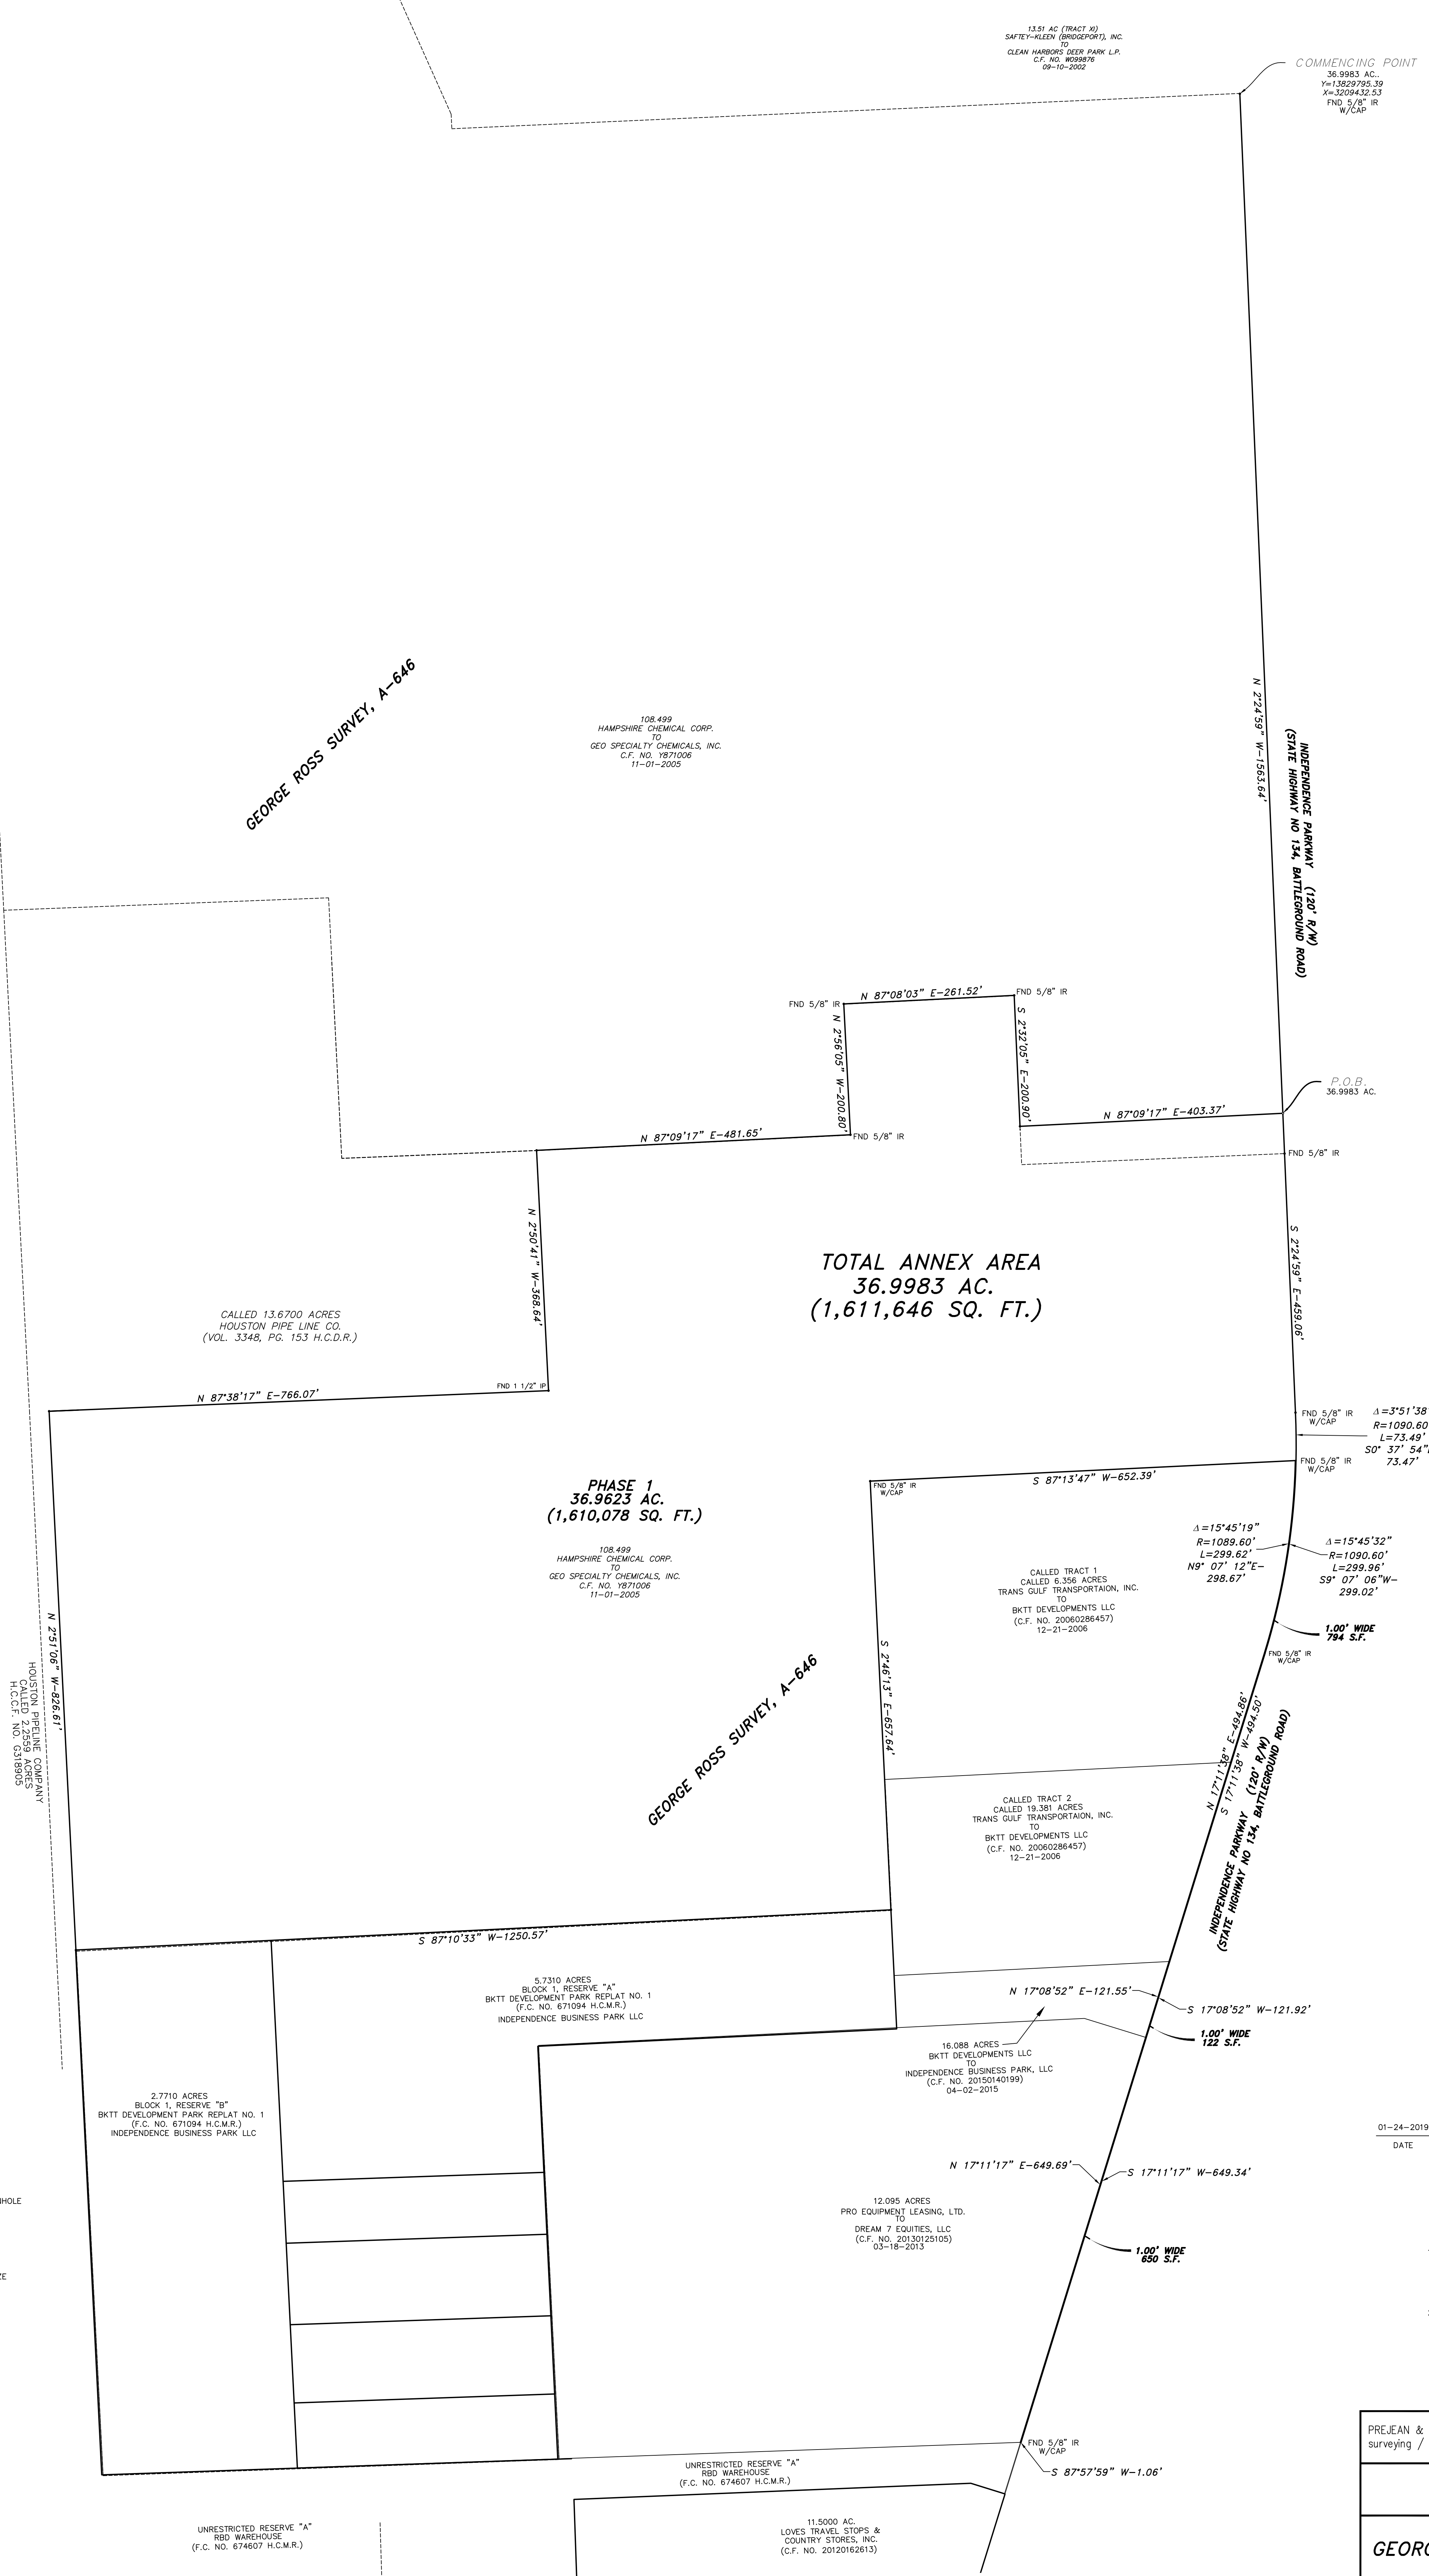 13.51 AC (TRACT XI)
SAFTEY-KLEEN (BRIDGEPORT), INC.
TO
CLEAN HARBORS DEER PARK L.P.
C.F. NO. W099876
09-10-2002
COMMENCING POINT
36.9983 AC..
Y=13829795.39
X=3209432.53
FND 5/8" IR
W/CAP
GEORGE ROSS SURVEY, A-646
108.499
HAMPSHIRE CHEMICAL CORP.
TO
GEO SPECIALTY CHEMICALS, INC.
C.F. NO. Y871006
11-01-2005
N 2°24'59" W-1563.64'
INDEPENDENCE PARKWAY (120' R/W)
(STATE HIGHWAY NO 134, BATTLEGROUND ROAD)
FND 5/8" IR
N 87°08'03" E-261.52'
FND 5/8" IR
N 2°56'05" W-200.80'
S 2°32'05" E-200.90'
P.O.B.
36.9983 AC.
N 87°09'17" E-403.37'
N 87°09'17" E-481.65'
FND 5/8" IR
FND 5/8" IR
N 2°50'41" W-368.64'
S 2°24'59" E-459.06'
TOTAL ANNEX AREA
36.9983 AC.
(1,611,646 SQ. FT.)
CALLED 13.6700 ACRES
HOUSTON PIPE LINE CO.
(VOL. 3348, PG. 153 H.C.D.R.)
N 87°38'17" E-766.07'
FND 1 1/2" IP
FND 5/8" IR
W/CAP
Δ=3°51'38
R=1090.60
L=73.49'
S0° 37' 54"
73.47'
FND 5/8" IR
W/CAP
S 87°13'47" W-652.39'
FND 5/8" IR
W/CAP
PHASE 1
36.9623 AC.
(1,610,078 SQ. FT.)
108.499
HAMPSHIRE CHEMICAL CORP.
TO
GEO SPECIALTY CHEMICALS, INC.
C.F. NO. Y871006
11-01-2005
Δ=15°45'19"
R=1089.60'
L=299.62'
N9° 07' 12"E-
298.67'
Δ=15°45'32"
R=1090.60'
L=299.96'
S9° 07' 06"W-
299.02'
CALLED TRACT 1
CALLED 6.356 ACRES
TRANS GULF TRANSPORTAION, INC.
TO
BKTT DEVELOPMENTS LLC
(C.F. NO. 20060286457)
12-21-2006
1.00' WIDE
794 S.F.
FND 5/8" IR
W/CAP
N 2°51'06" W-826.61'
HOUSTON PIPELINE COMPANY
CALLED 2.2559 ACRES
H.C.C.F. NO. G318905
S 2°46'13" E-657.64'
GEORGE ROSS SURVEY, A-646
N 17°11'38" E-494.86'
S 17°11'38" W-494.50'
INDEPENDENCE PARKWAY (120' R/W)
(STATE HIGHWAY NO 134, BATTLEGROUND ROAD)
CALLED TRACT 2
CALLED 19.381 ACRES
TRANS GULF TRANSPORTAION, INC.
TO
BKTT DEVELOPMENTS LLC
(C.F. NO. 20060286457)
12-21-2006
S 87°10'33" W-1250.57'
5.7310 ACRES
BLOCK 1, RESERVE "A"
BKTT DEVELOPMENT PARK REPLAT NO. 1
(F.C. NO. 671094 H.C.M.R.)
INDEPENDENCE BUSINESS PARK LLC
N 17°08'52" E-121.55'
S 17°08'52" W-121.92'
1.00' WIDE
122 S.F.
16.088 ACRES
BKTT DEVELOPMENTS LLC
TO
INDEPENDENCE BUSINESS PARK, LLC
(C.F. NO. 20150140199)
04-02-2015
2.7710 ACRES
BLOCK 1, RESERVE "B"
BKTT DEVELOPMENT PARK REPLAT NO. 1
(F.C. NO. 671094 H.C.M.R.)
INDEPENDENCE BUSINESS PARK LLC
01-24-2019
DATE
N 17°11'17" E-649.69'
S 17°11'17" W-649.34'
NHOLE
12.095 ACRES
PRO EQUIPMENT LEASING, LTD.
TO
DREAM 7 EQUITIES, LLC
(C.F. NO. 20130125105)
03-18-2013
1.00' WIDE
650 S.F.
ZE
PREJEAN &
surveying /
FND 5/8" IR
W/CAP
S 87°57'59" W-1.06'
UNRESTRICTED RESERVE "A"
RBD WAREHOUSE
(F.C. NO. 674607 H.C.M.R.)
UNRESTRICTED RESERVE "A"
RBD WAREHOUSE
(F.C. NO. 674607 H.C.M.R.)
11.5000 AC.
LOVES TRAVEL STOPS &
COUNTRY STORES, INC.
(C.F. NO. 20120162613)
GEORG